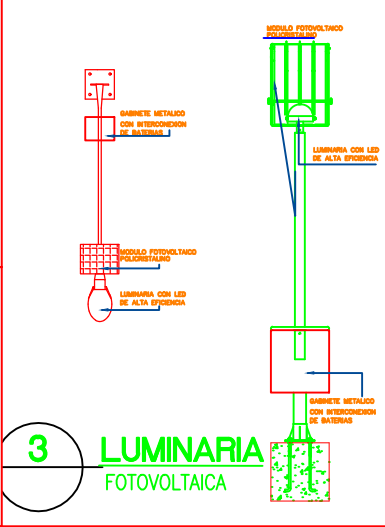 MODULO FOTOVOLTAICO
POLICRISTALINO
GABINETE METALICO
CON INTERCONEXION
DE BATERIAS
LUMINARIA CON LED
DE ALTA EFICIENCIA
MODULO FOTOVOLTAICO
POLICRISTALINO
LUMINARIA CON LED
DE ALTA EFICIENCIA
GABINETE METALICO
CON INTERCONEXION
DE BATERIAS
3
LUMINARIA
FOTOVOLTAICA